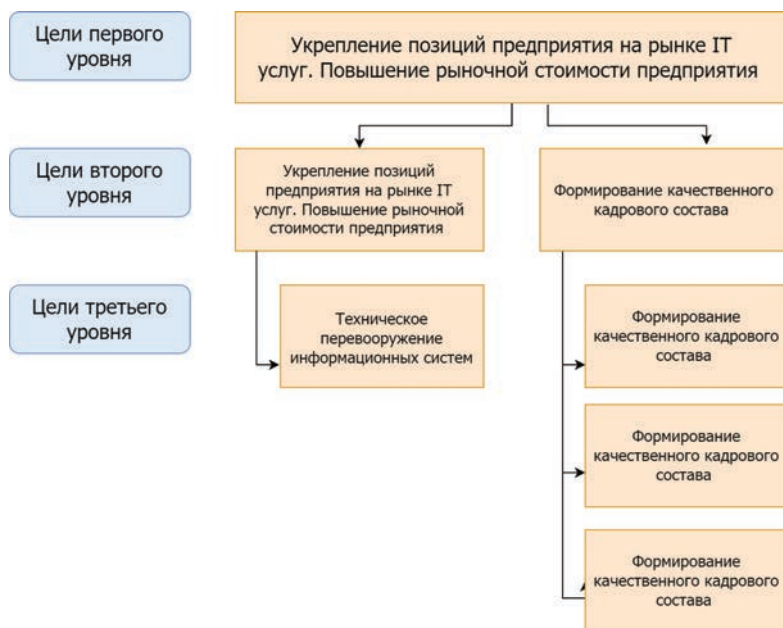 Цели первого
уровня
Укрепление позиций предприятия на рынке IT
услуг. Повышение рыночной стоимости предприятия
Цели второго
уровня
Укрепление позиций
предприятия на рынке IT
услуг. Повышение рыночной
стоимости предприятия
Формирование качественного
кадрового состава
Цели третьего
уровня
Техническое
перевооружение
информационных систем
Формирование
качественного кадрового
состава
Формирование
качественного кадрового
состава
Формирование
качественного кадрового
состава